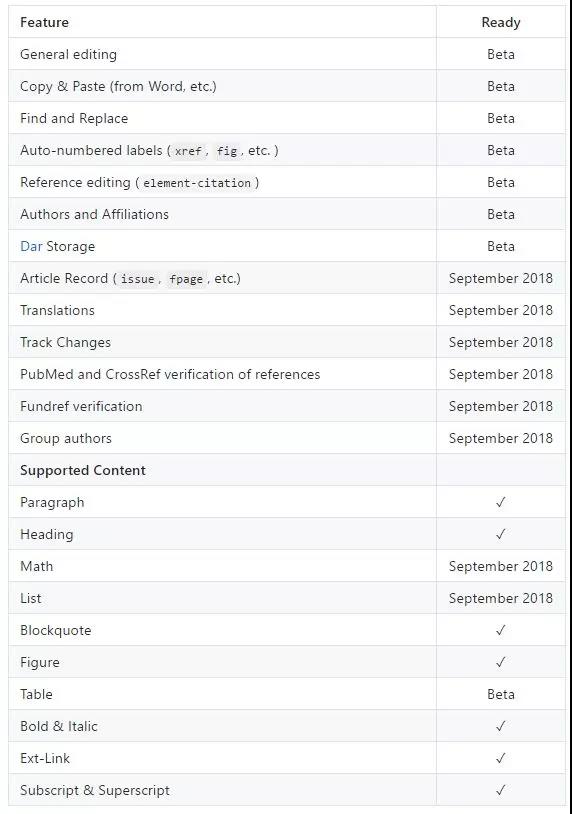 Feature Ready
General editing Beta
Copy & Paste (from Word, etc.) Beta
Find and Replace Beta
Auto-numbered labels ( xref , fig , etc. ) Beta
Reference editing ( element-citation ) Beta
Authors and Affiliations Beta
Dar Storage Beta
Article Record ( issue , fpage , etc.) September 2018
Translations September 2018
Track Changes September 2018
PubMed and CrossRef verification of references September 2018
Fundref verification September 2018
Group authors September 2018
Supported Content
Paragraph ✓
Heading ✓
Math September 2018
List September 2018
Blockquote ✓
Figure ✓
Table Beta
Bold & Italic ✓
Ext-Link ✓
Subscript & Superscript ✓